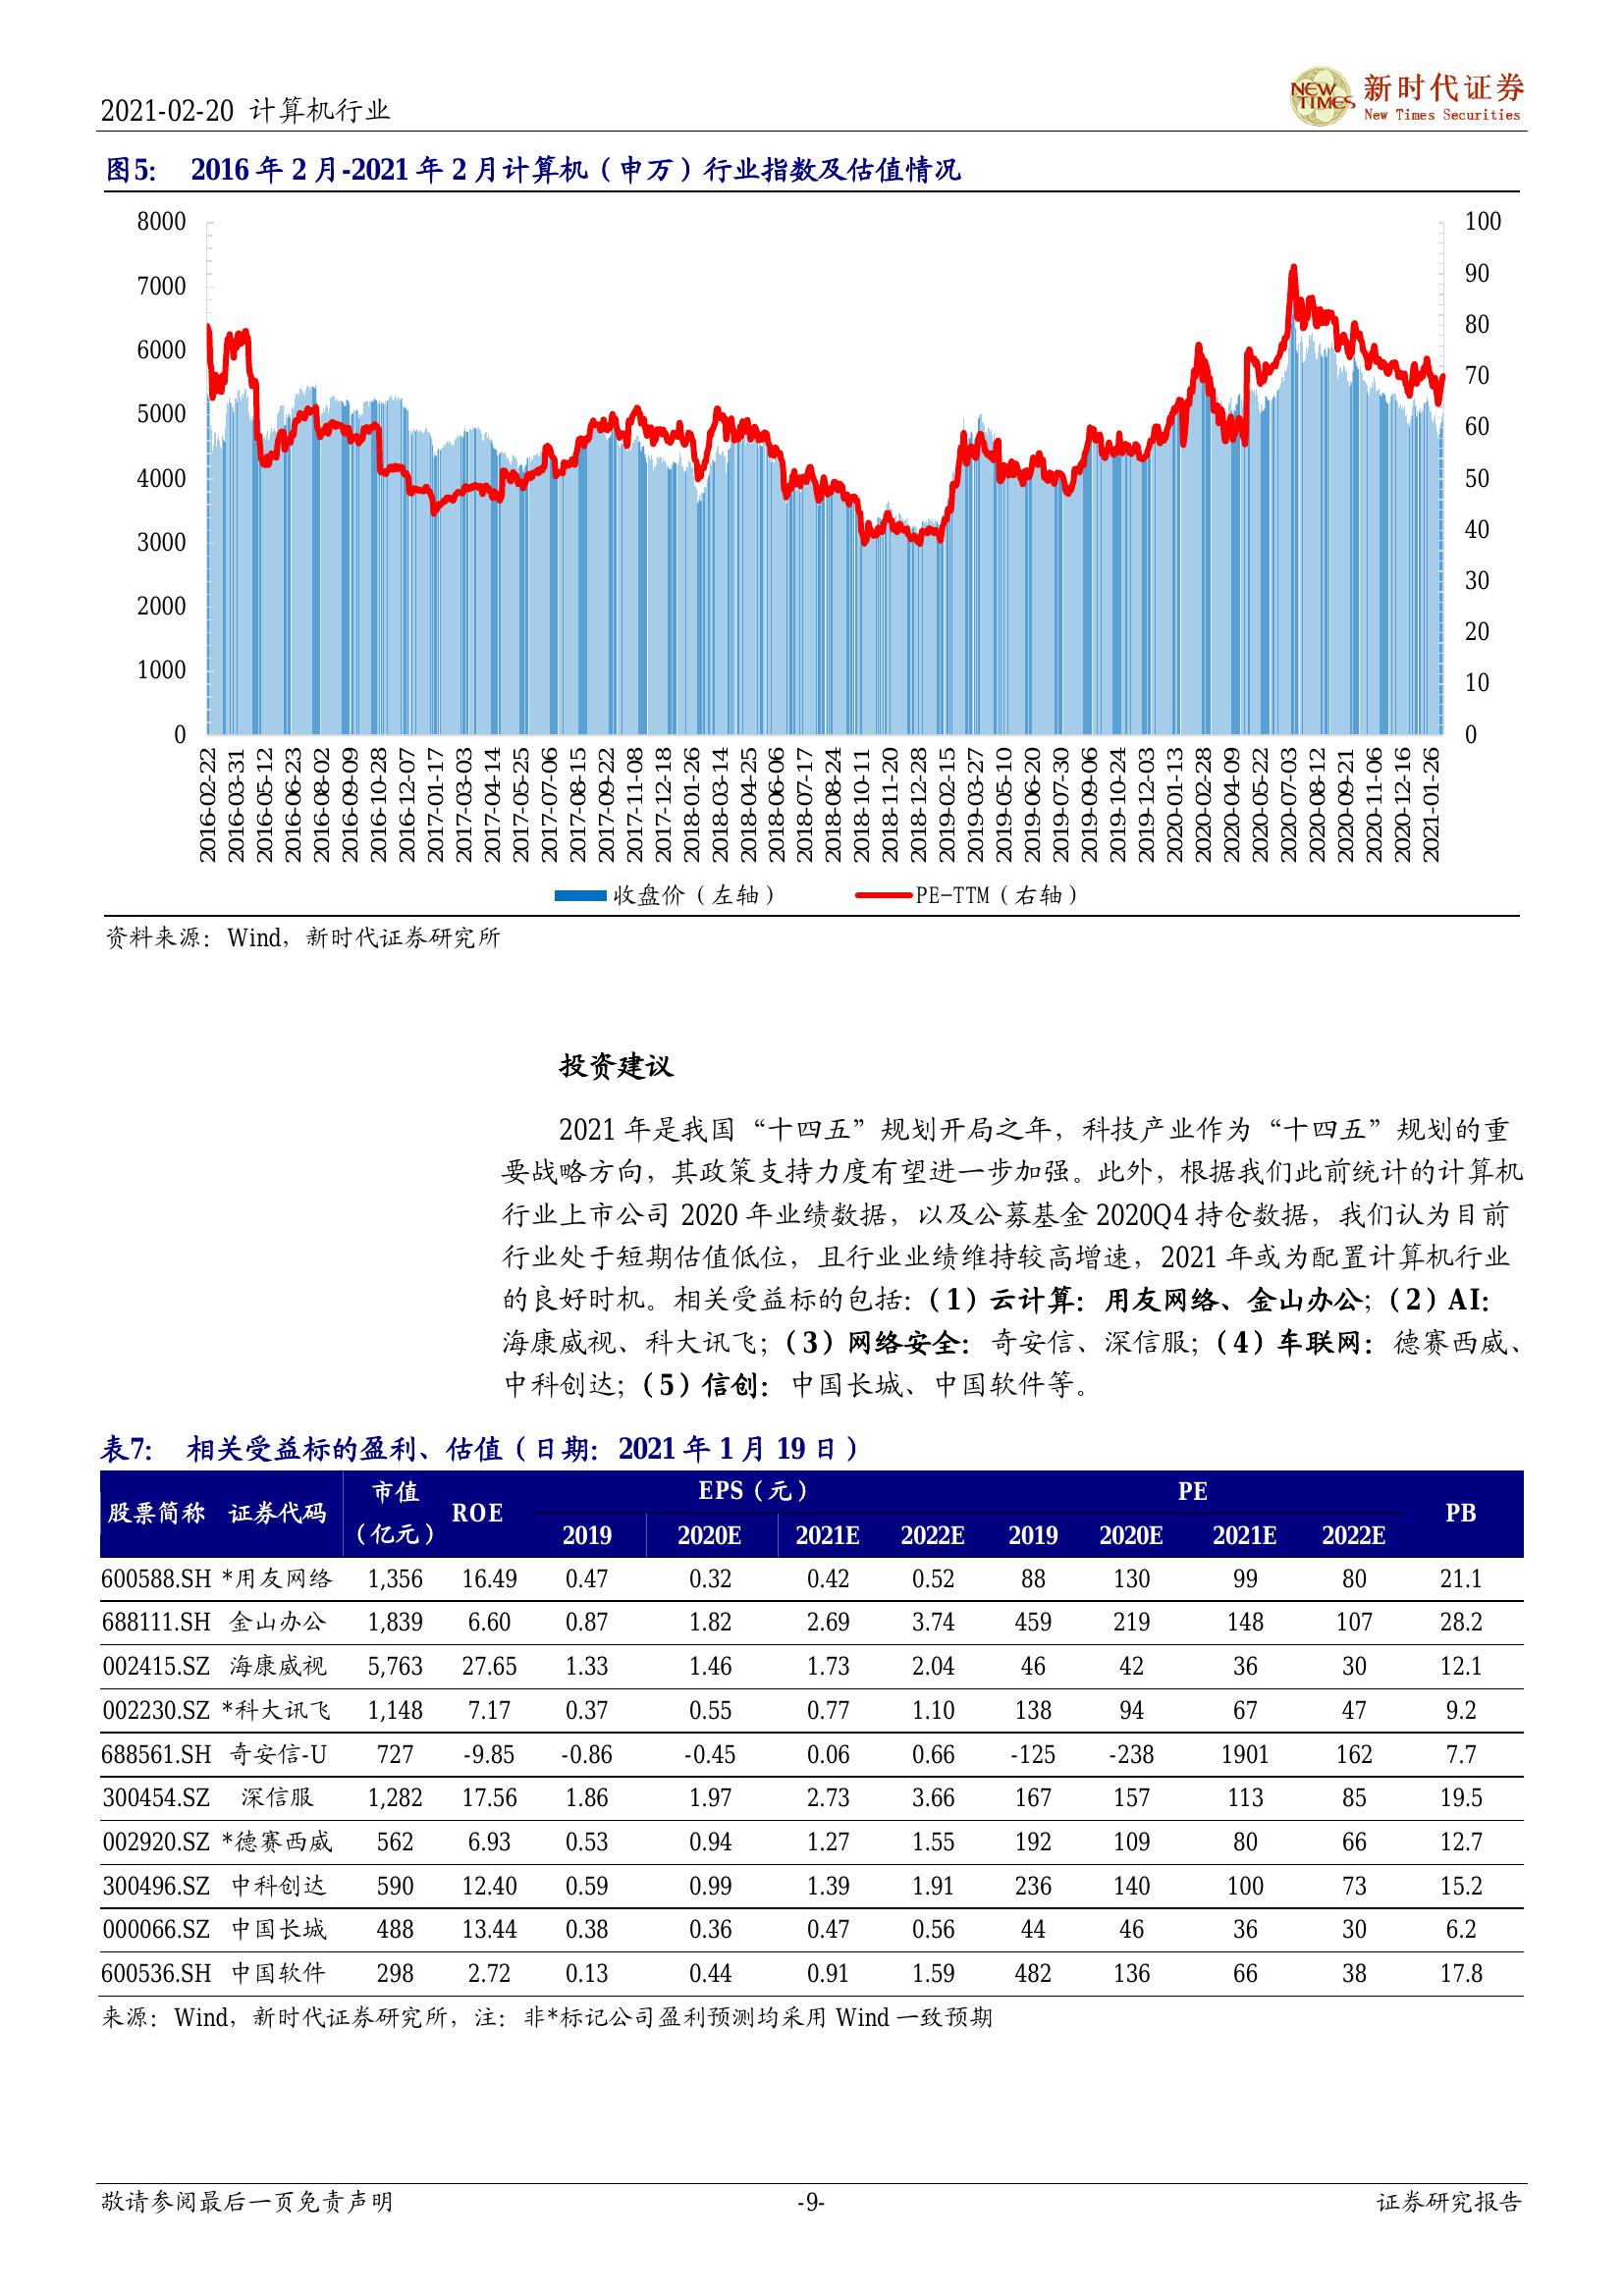 2021-02-20 计算机行业
NEW TIMES 新时代证券
New Times Securities
图5： 2016 年 2 月-2021 年 2 月计算机（申万）行业指数及估值情况
8000 100
7000 90
6000 80
5000 70
4000 60
3000 50
2000 40
1000 30
0 20
10
0
2016-02-22 2016-03-31 2016-05-12 2016-06-23 2016-08-02 2016-09-09 2016-10-28 2016-12-07 2017-01-17 2017-03-03 2017-04-14 2017-05-25 2017-07-06 2017-08-15 2017-09-22 2017-11-08 2017-12-18 2018-01-26 2018-03-14 2018-04-25 2018-06-06 2018-07-17 2018-08-24 2018-10-11 2018-11-20 2018-12-28 2019-02-15 2019-03-27 2019-05-10 2019-06-20 2019-07-30 2019-09-06 2019-10-24 2019-12-03 2020-01-13 2020-02-28 2020-04-09 2020-05-22 2020-07-03 2020-08-12 2020-09-21 2020-11-06 2020-12-16 2021-01-26
收盘价（左轴） PE-TTM（右轴）
资料来源：Wind，新时代证券研究所
投资建议
2021 年是我国“十四五”规划开局之年，科技产业作为“十四五”规划的重
要战略方向，其政策支持力度有望进一步加强。此外，根据我们此前统计的计算机
行业上市公司 2020 年业绩数据，以及公募基金 2020Q4 持仓数据，我们认为目前
行业处于短期估值低位，且行业业绩维持较高增速，2021 年或为配置计算机行业
的良好时机。相关受益标的包括：（1）云计算：用友网络、金山办公；（2）AI：
海康威视、科大讯飞；（3）网络安全：奇安信、深信服；（4）车联网：德赛西威、
中科创达；（5）信创：中国长城、中国软件等。
表7： 相关受益标的盈利、估值（日期：2021 年 1 月 19 日）
股票简称 证券代码 市值（亿元） ROE EPS（元） PE PB
2019 2020E 2021E 2022E 2019 2020E 2021E 2022E
600588.SH *用友网络 1,356 16.49 0.47 0.32 0.42 0.52 88 130 99 80 21.1
688111.SH 金山办公 1,839 6.60 0.87 1.82 2.69 3.74 459 219 148 107 28.2
002415.SZ 海康威视 5,763 27.65 1.33 1.46 1.73 2.04 46 42 36 30 12.1
002230.SZ *科大讯飞 1,148 7.17 0.37 0.55 0.77 1.10 138 94 67 47 9.2
688561.SH 奇安信-U 727 -9.85 -0.86 -0.45 0.06 0.66 -125 -238 1901 162 7.7
300454.SZ 深信服 1,282 17.56 1.86 1.97 2.73 3.66 167 157 113 85 19.5
002920.SZ *德赛西威 562 6.93 0.53 0.94 1.27 1.55 192 109 80 66 12.7
300496.SZ 中科创达 590 12.40 0.59 0.99 1.39 1.91 236 140 100 73 15.2
000066.SZ 中国长城 488 13.44 0.38 0.36 0.47 0.56 44 46 36 30 6.2
600536.SH 中国软件 298 2.72 0.13 0.44 0.91 1.59 482 136 66 38 17.8
来源：Wind，新时代证券研究所，注：非*标记公司盈利预测均采用 Wind 一致预期
敬请参阅最后一页免责声明 -9- 证券研究报告